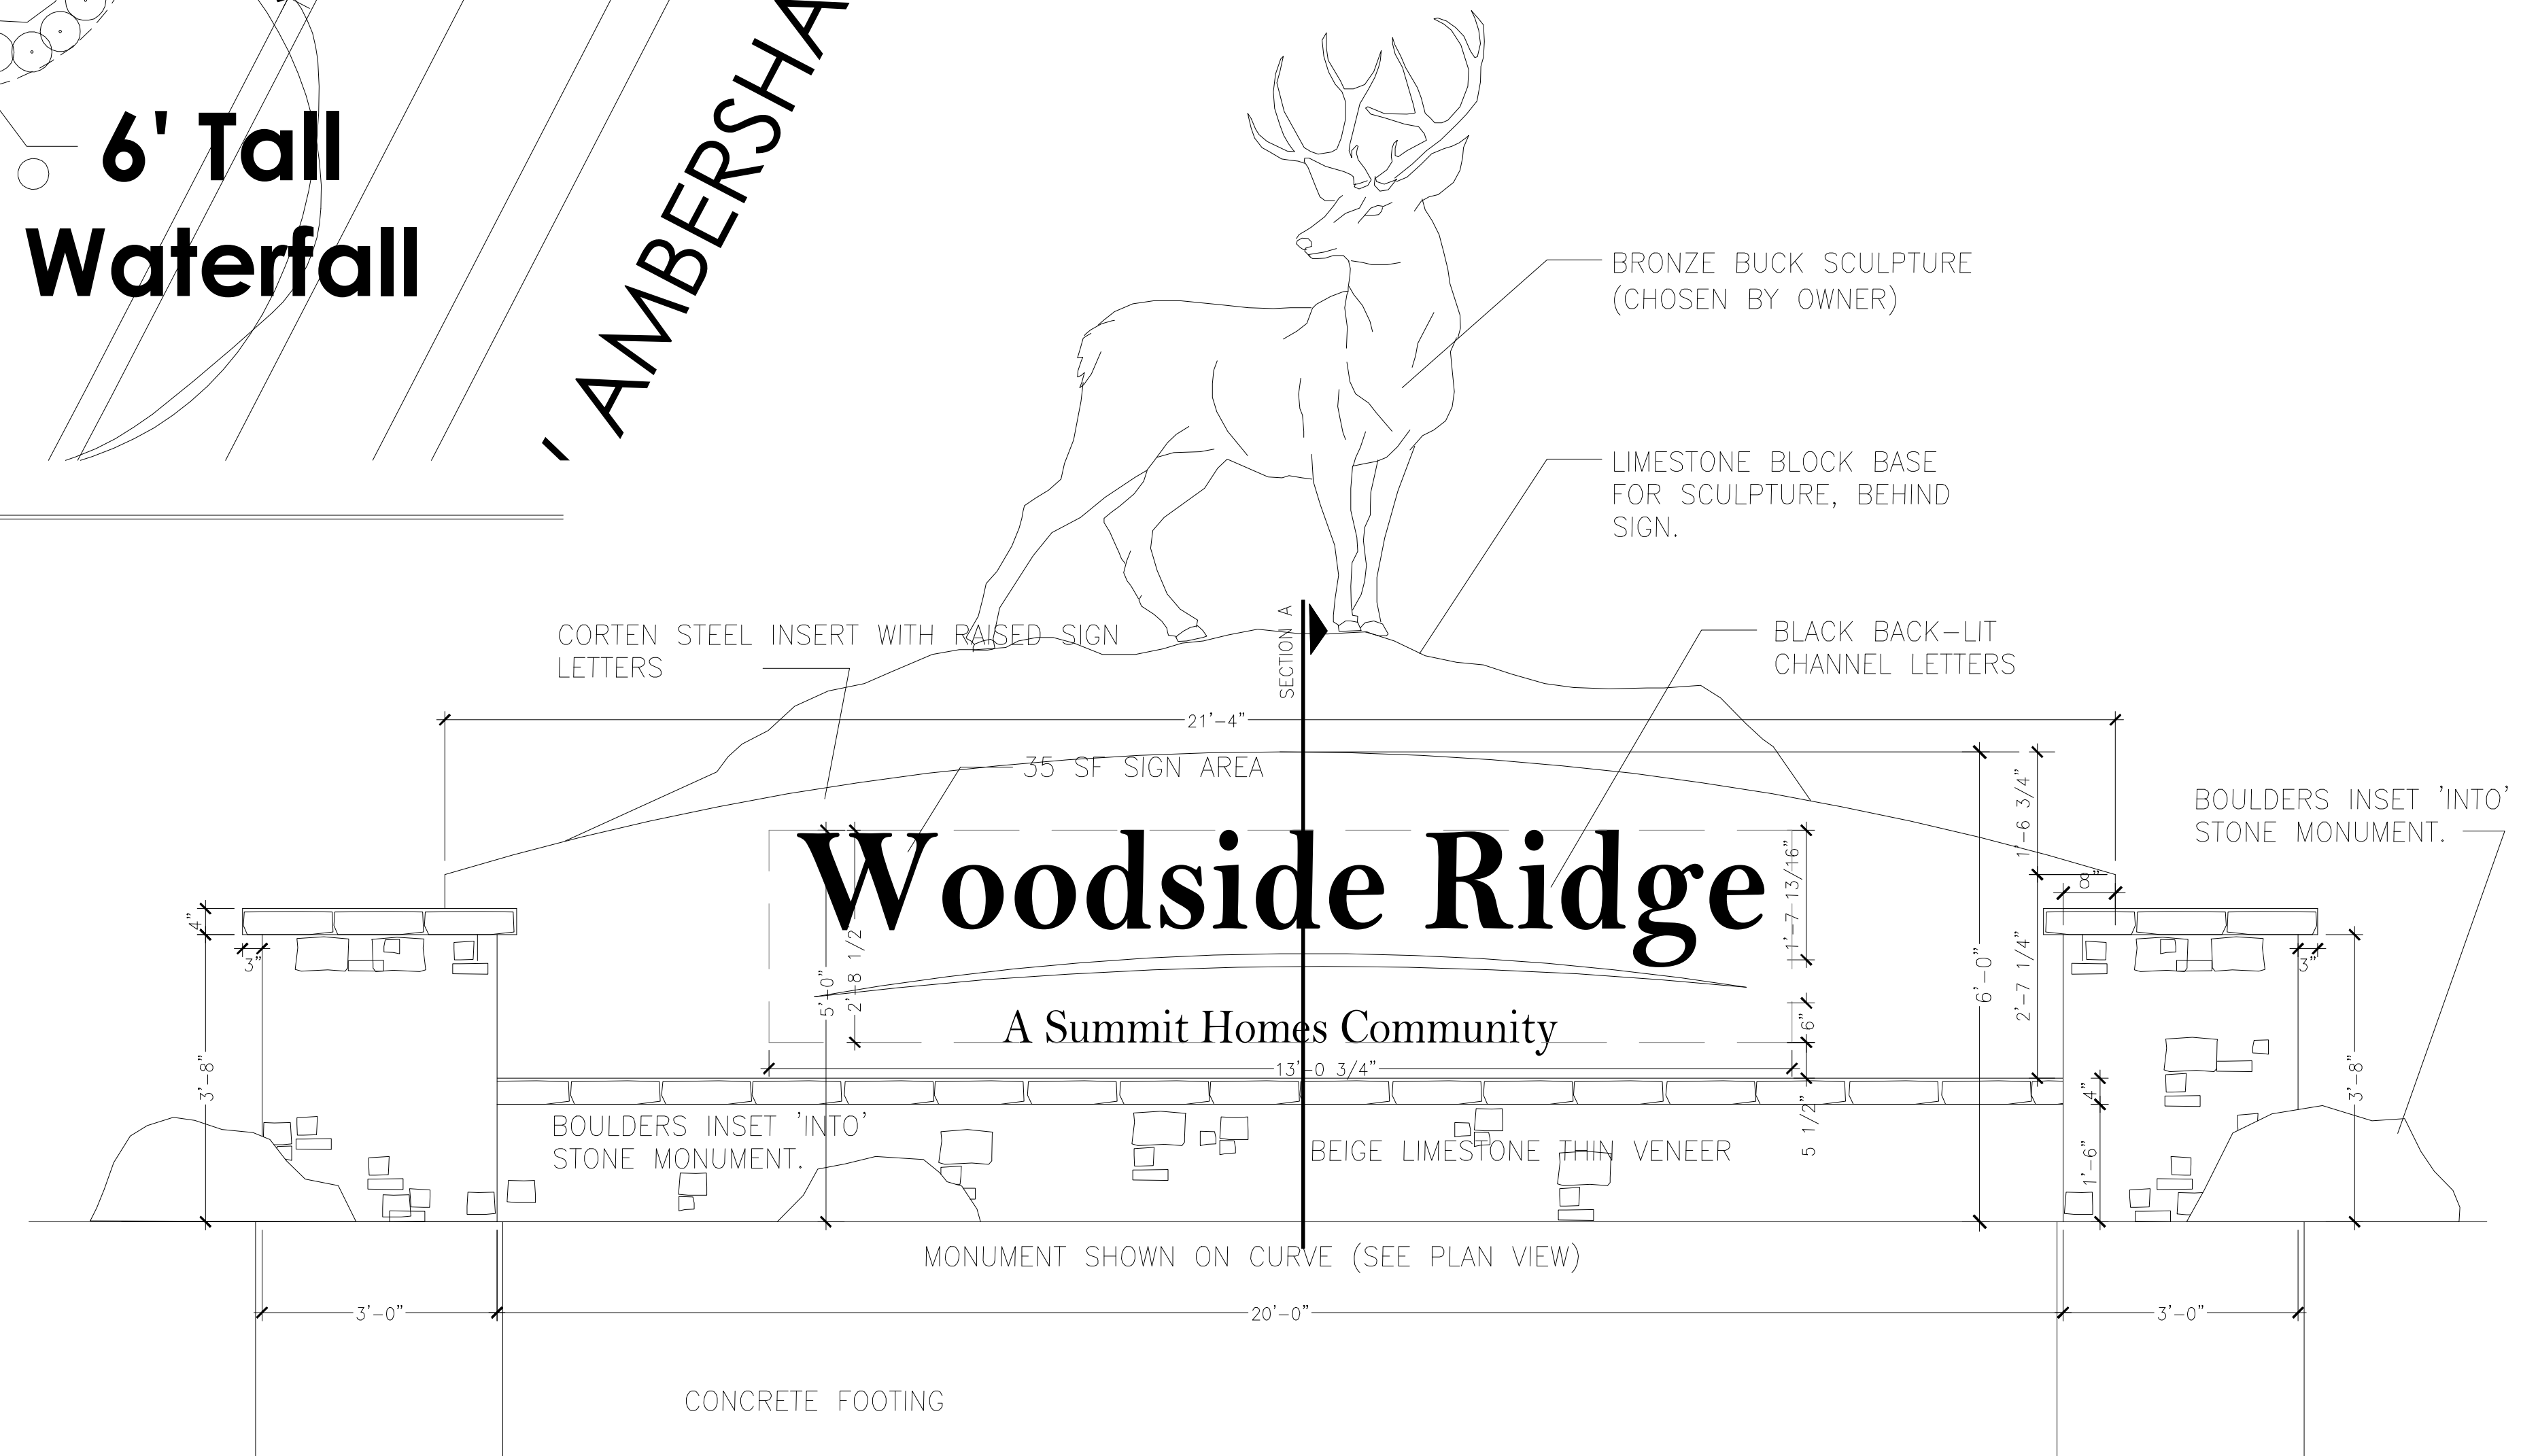 6' Tall
Waterfall
' AMBERSHA
BRONZE BUCK SCULPTURE
(CHOSEN BY OWNER)
LIMESTONE BLOCK BASE
FOR SCULPTURE, BEHIND
SIGN.
SECTION A
CORTEN STEEL INSERT WITH RAISED SIGN
LETTERS
BLACK BACK-LIT
CHANNEL LETTERS
21'-4"
35 SF SIGN AREA
1'-6 3/4"
BOULDERS INSET 'INTO'
STONE MONUMENT.
8"
Woodside Ridge
1'-7 13/16"
4"
3"
3"
2'-8 1/2"
5'-0"
6'-0"
2'-7 1/4"
A Summit Homes Community
6"
13'-0 3/4"
3'-8"
3'-8"
4"
5 1/2"
1'-6"
BOULDERS INSET 'INTO'
STONE MONUMENT.
BEIGE LIMESTONE THIN VENEER
MONUMENT SHOWN ON CURVE (SEE PLAN VIEW)
3'-0"
20'-0"
3'-0"
CONCRETE FOOTING